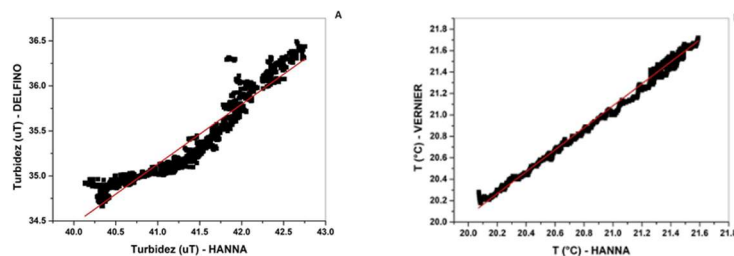 A
36.5
36.0
35.5
35.0
34.5
Turbidez (uT) - DELFINO
40.0 40.5 41.0 41.5 42.0 42.5 43.0
Turbidez (uT) - HANNA
21.8
21.6
21.4
21.2
21.0
20.8
20.6
20.4
20.2
20.0
T (°C) - VERNIER
20.0 20.2 20.4 20.6 20.8 21.0 21.2 21.4 21.6
T (°C) - HANNA